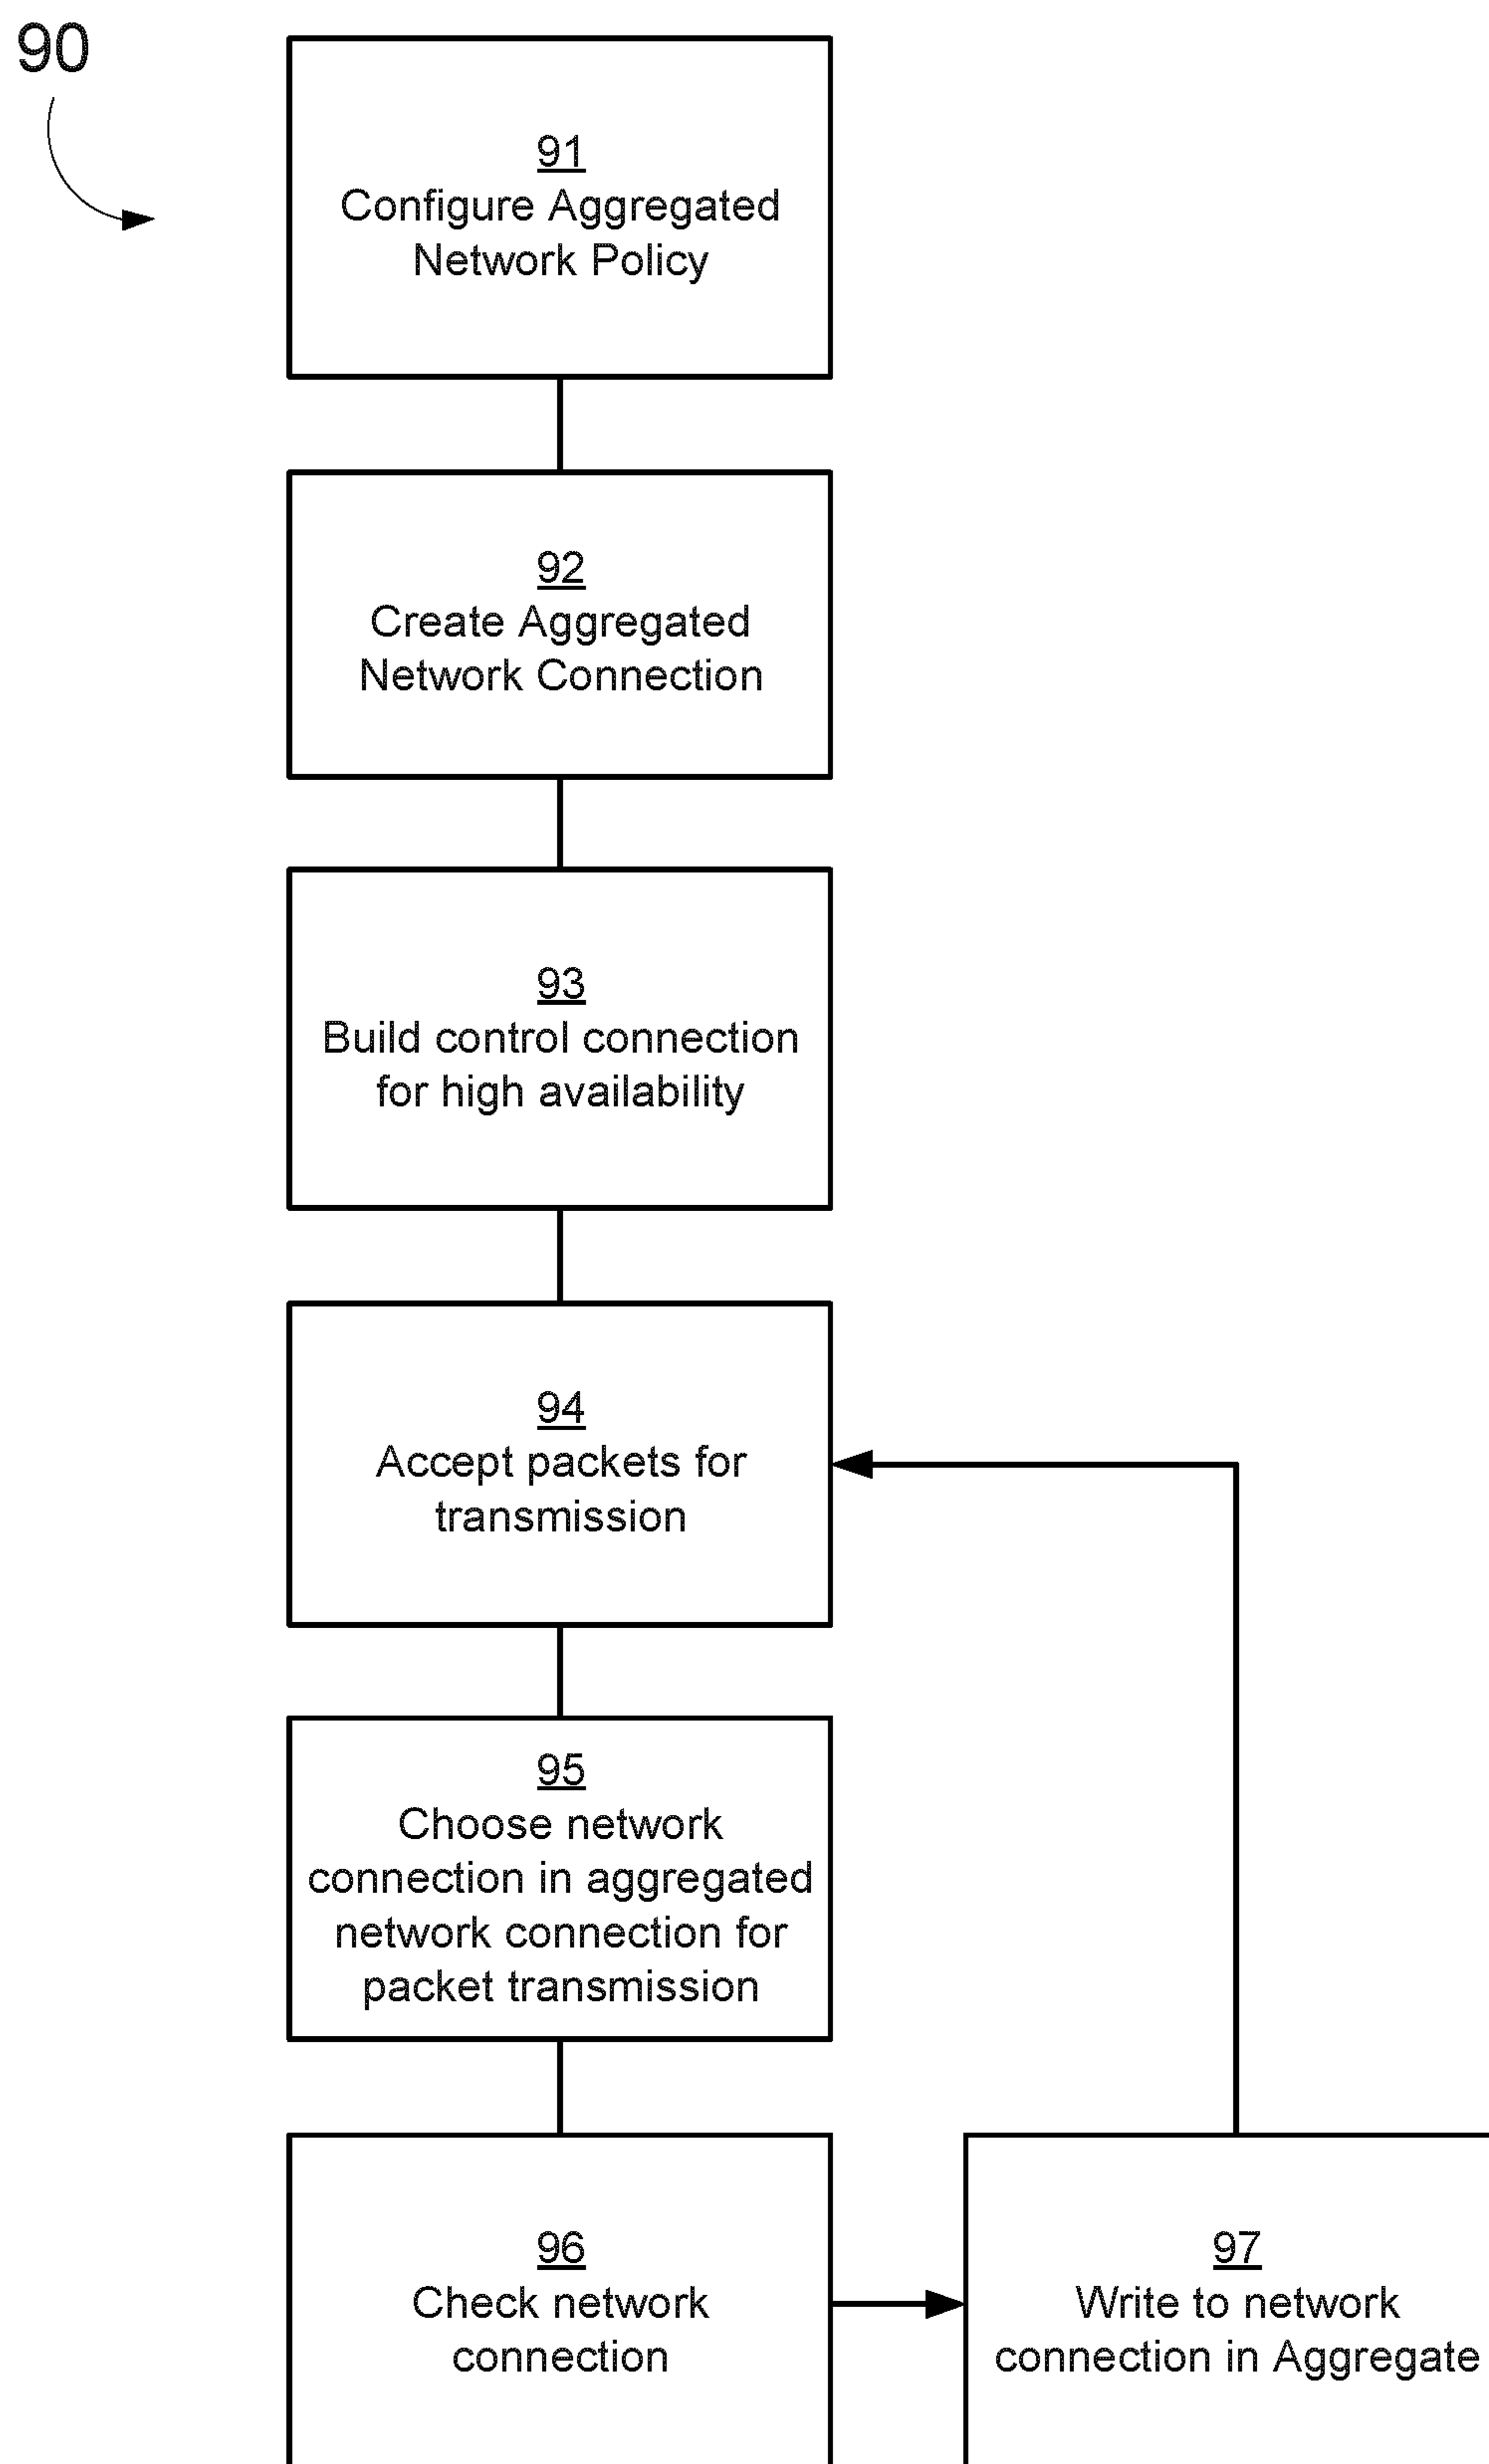 90
91
Configure Aggregated
Network Policy
92
Create Aggregated
Network Connection
93
Build control connection
for high availability
94
Accept packets for
transmission
95
Choose network
connection in aggregated
network connection for
packet transmission
96
Check network
connection
97
Write to network
connection in Aggregate